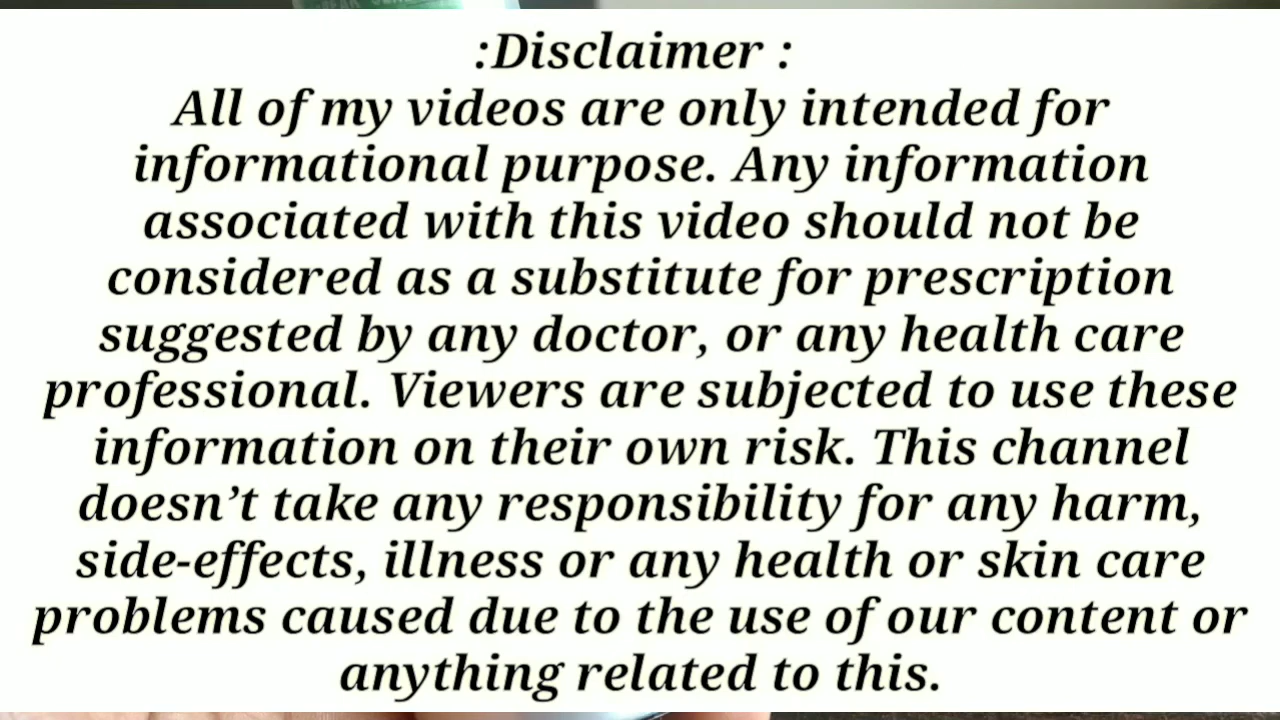 :Disclaimer :
All of my videos are only intended for
informational purpose. Any information
associated with this video should not be
considered as a substitute for prescription
suggested by any doctor, or any health care
professional. Viewers are subjected to use these
information on their own risk. This channel
doesn’t take any responsibility for any harm,
side-effects, illness or any health or skin care
problems caused due to the use of our content or
anything related to this.